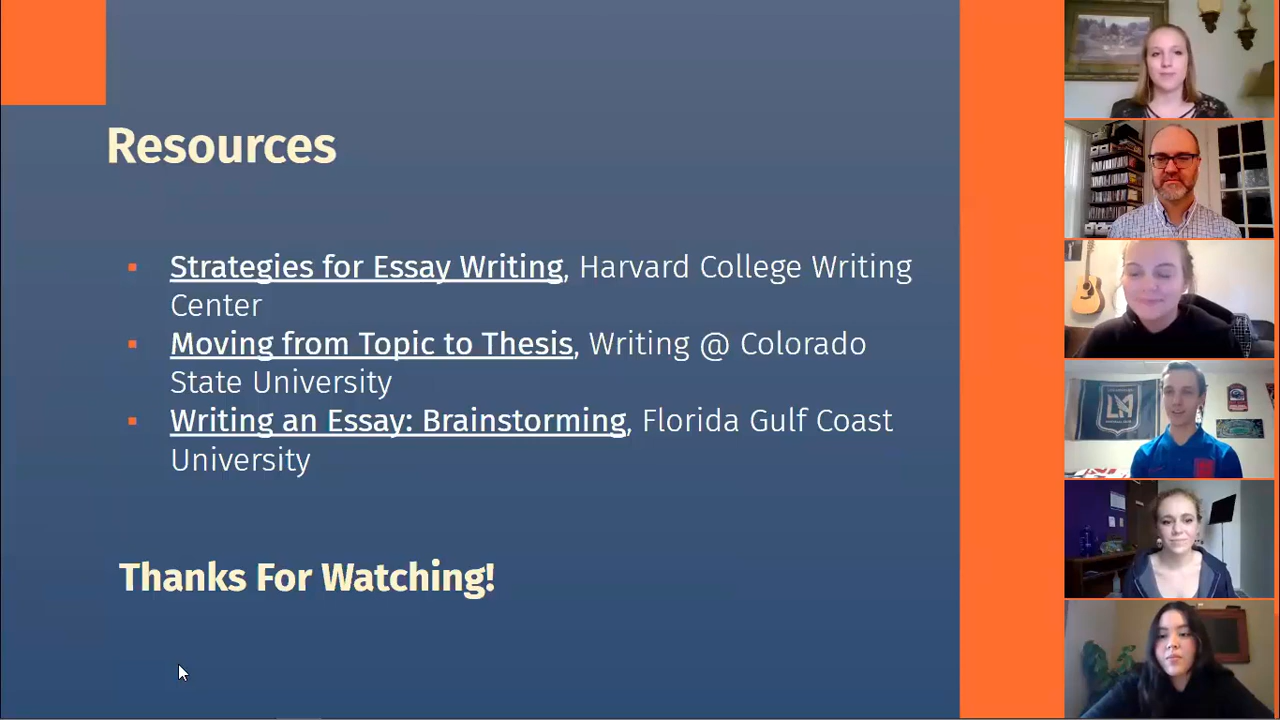 Resources
Strategies for Essay Writing, Harvard College Writing
Center
Moving from Topic to Thesis, Writing @ Colorado
State University
Writing an Essay: Brainstorming, Florida Gulf Coast
University
Thanks For Watching!